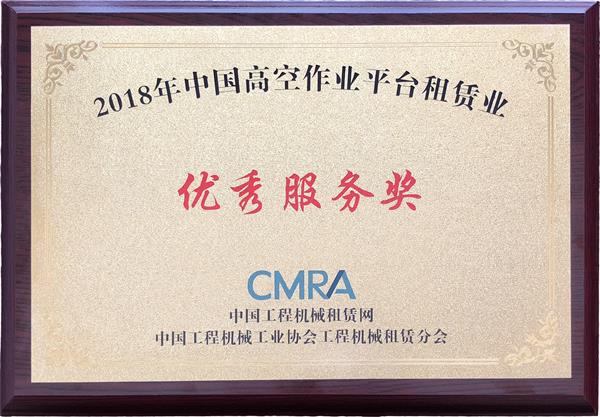 2018年中国高空作业平台租赁业
优秀服务奖
CMRA
中国工程机械租赁网
中国工程机械工业协会工程机械租赁分会